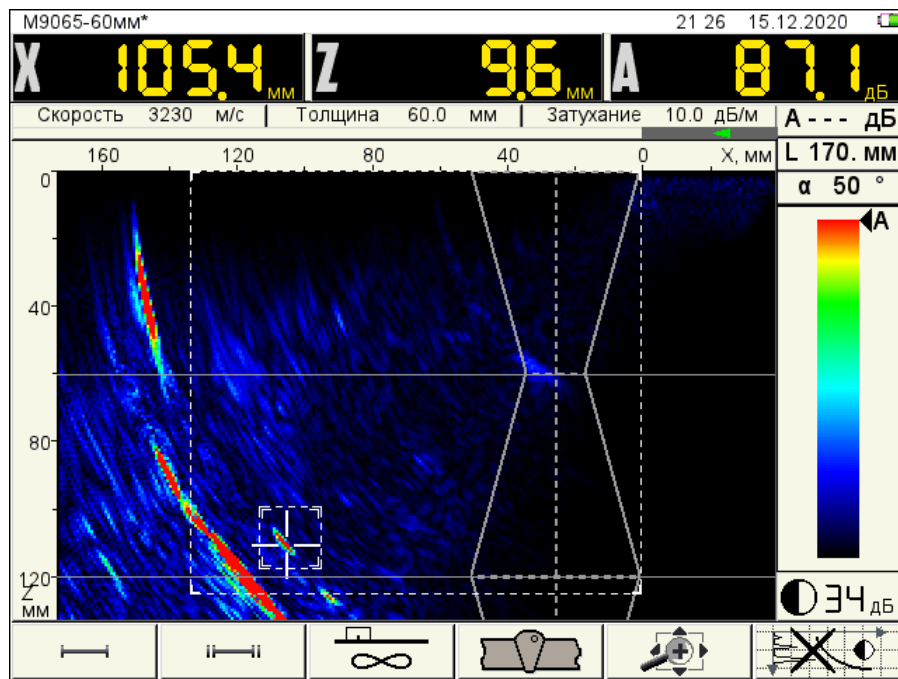 М9065-60мм* 21 26 15.12.2020
X 105.4 мм Z 9.6 мм A 87.1 дБ
Скорость 3230 м/с Толщина 60.0 мм Затухание 10.0 дБ/м
A - - - дБ
160 120 80 40 0 X, мм
L 170. мм
α 50 °
0
A
40
80
120
Z
мм
34 дБ